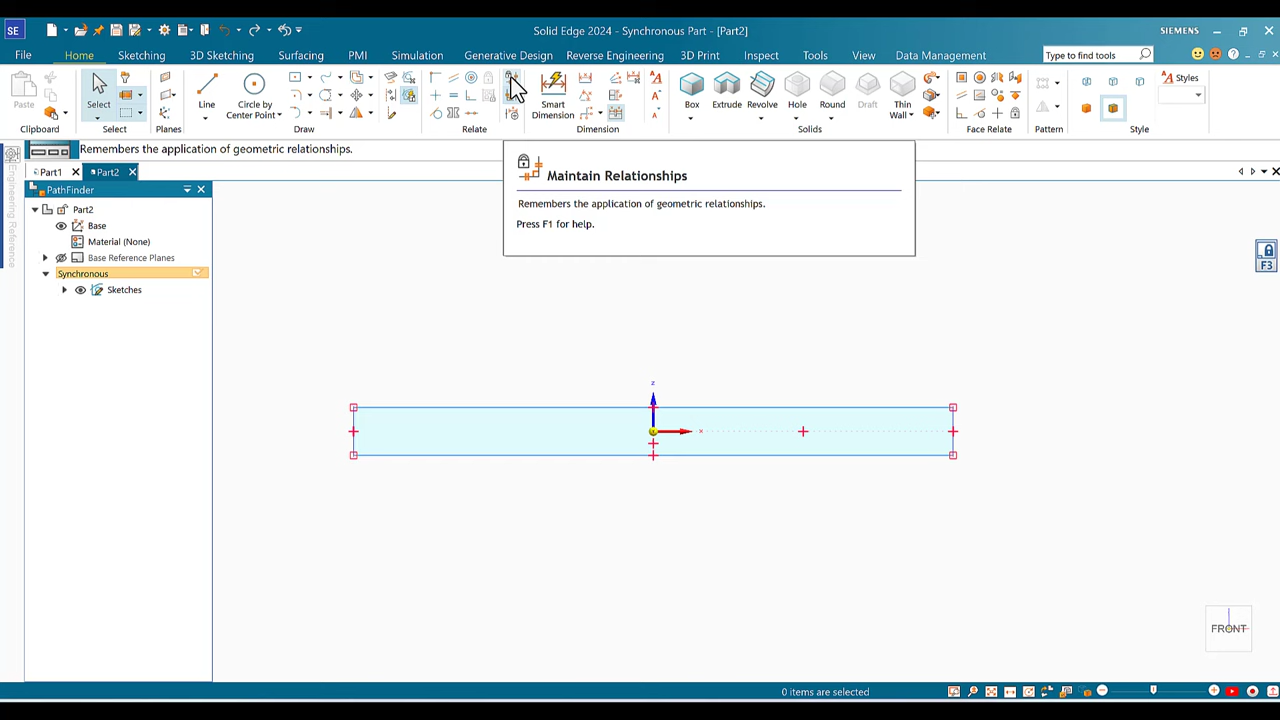 SE
Solid Edge 2024 - Synchronous Part - [Part2]
SIEMENS
File Home Sketching 3D Sketching Surfacing PMI Simulation Generative Design Reverse Engineering 3D Print Inspect Tools View Data Management Type to find tools
Paste Select Line Circle by Center Point Smart Dimension Box Extrude Revolve Hole Round Draft Thin Wall Styles
Clipboard Select Planes Draw Relate Dimension Solids Face Relate Pattern Style
Remembers the application of geometric relationships.
Part1 Part2
Maintain Relationships
Remembers the application of geometric relationships.
Press F1 for help.
Engineering Reference
PathFinder
Part2
Base
Material (None)
Base Reference Planes
Synchronous
Sketches
F3
z
x
FRONT
0 items are selected